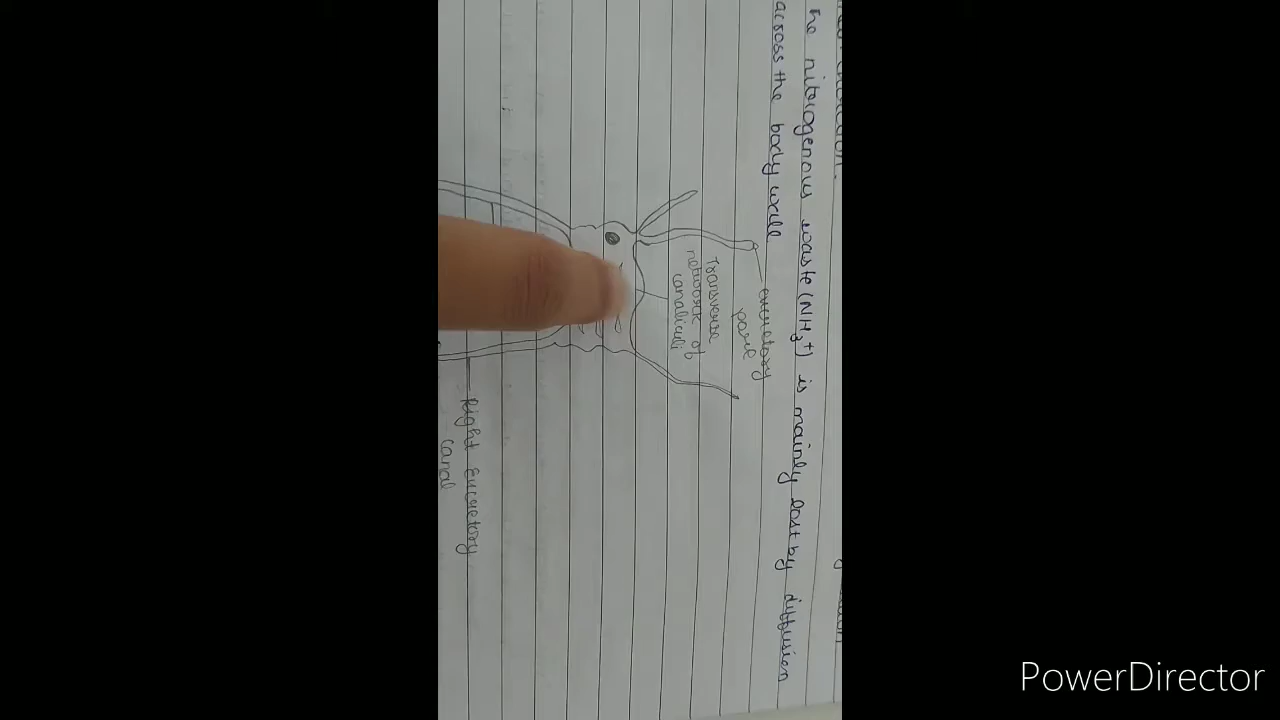 he nitrogenous waste (NH3+) is mainly lost by diffusion
across the body wall
excretory
pore
Transverse
network of
canaliculi
Right excretory
canal
PowerDirector